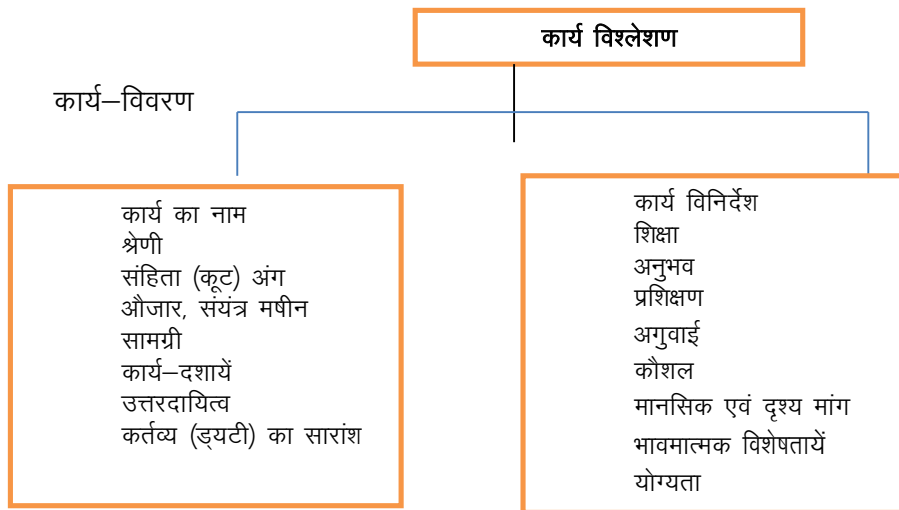 कार्य विश्लेशण
कार्य–विवरण
कार्य का नाम
श्रेणी
संहिता (कूट) अंग
औजार, संयंत्र मषीन
सामग्री
कार्य–दशायें
उत्तरदायित्व
कर्तव्य (ड्यटी) का सारांश
कार्य विनिर्देश
शिक्षा
अनुभव
प्रशिक्षण
अगुवाई
कौशल
मानसिक एवं दृश्य मांग
भावमात्मक विशेषतायें
योग्यता